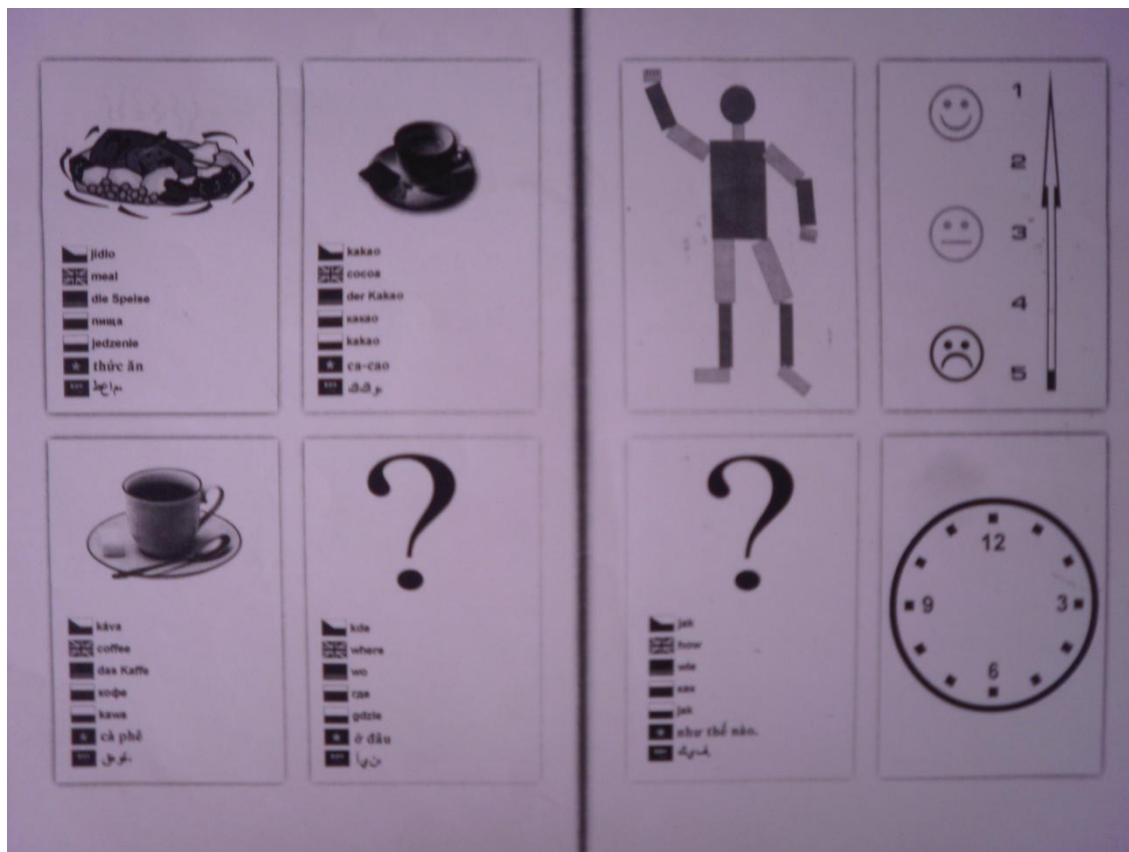 jídlo
meal
die Speise
пища
jedzenie
thức ăn
kakao
cocoa
der Kakao
какао
kakao
ca-cao
káva
coffee
das Kaffe
кофе
kawa
cà phê
kde
where
wo
где
gdzie
ở đâu
1
2
3
4
5
jak
how
wie
как
jak
như thế nào.
12
9
3
6